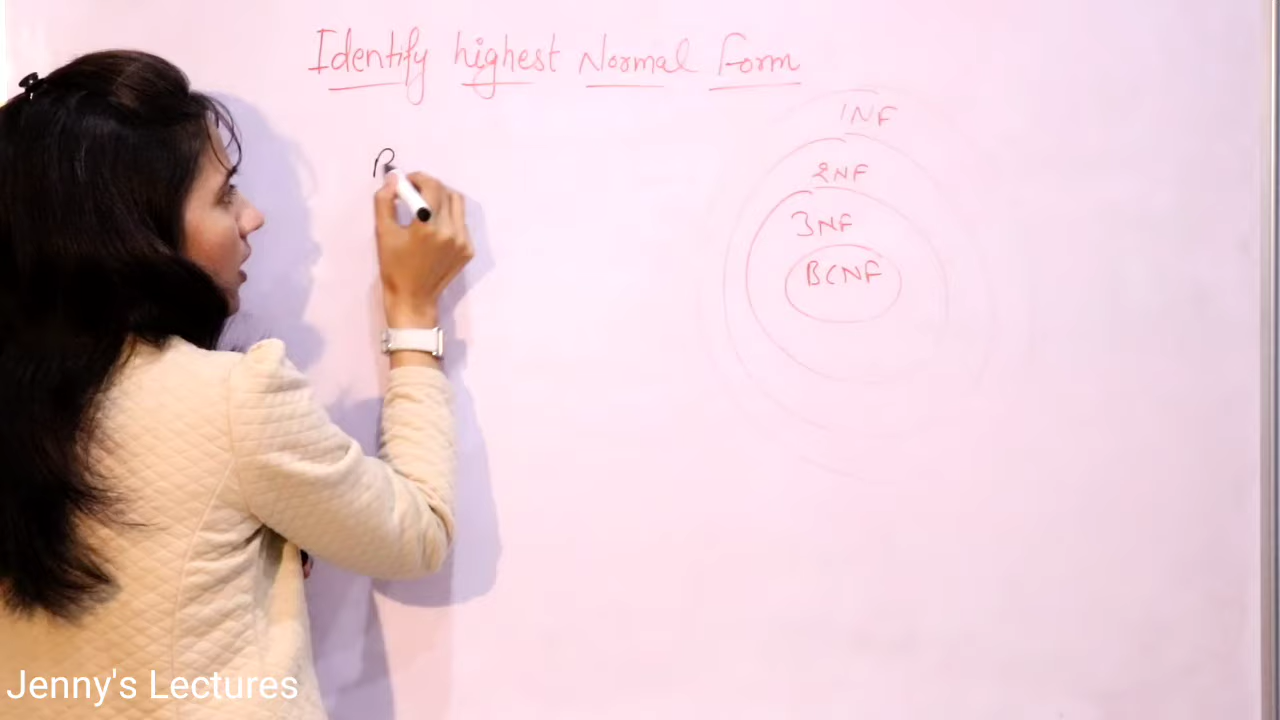 Identify highest Normal Form
1NF
2NF
3NF
BCNF
Jenny's Lectures